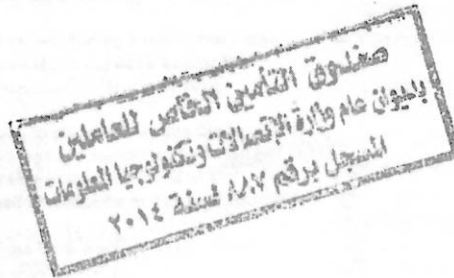 صندوق التأمين الخاص للعاملين
بديوان عام وزارة الإتصالات وتكنولوجيا المعلومات
المسجل برقم ٨٨٧ لسنة ٢٠١٤